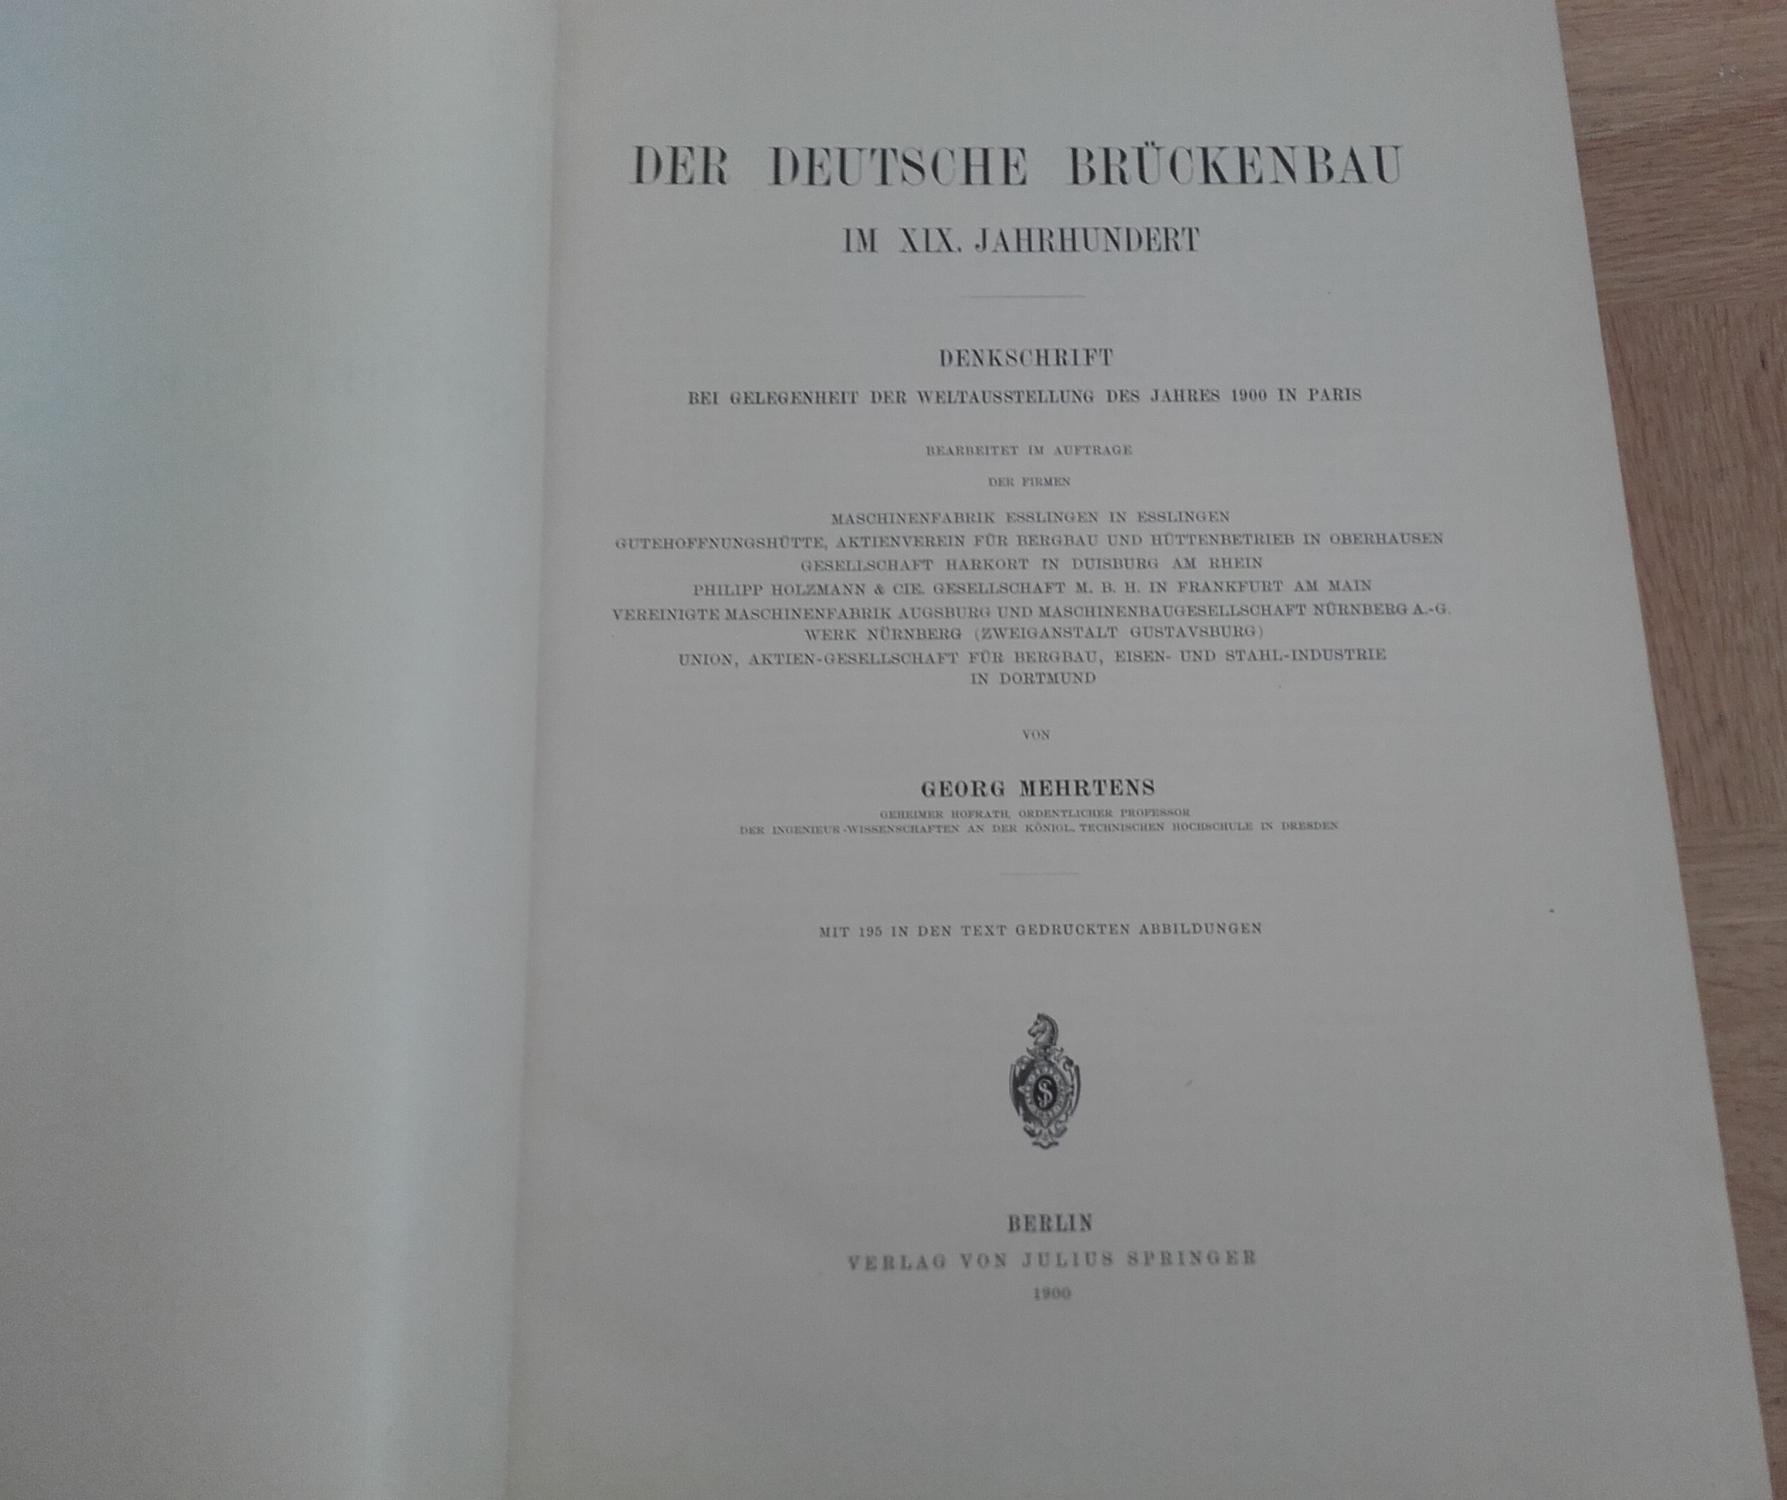 DER DEUTSCHE BRÜCKENBAU
IM XIX. JAHRHUNDERT
DENKSCHRIFT
BEI GELEGENHEIT DER WELTAUSSTELLUNG DES JAHRES 1900 IN PARIS
BEARBEITET IM AUFTRAGE
DER FIRMEN
MASCHINENFABRIK ESSLINGEN IN ESSLINGEN
GUTEHOFFNUNGSHÜTTE, AKTIENVEREIN FÜR BERGBAU UND HÜTTENBETRIEB IN OBERHAUSEN
GESELLSCHAFT HARKORT IN DUISBURG AM RHEIN
PHILIPP HOLZMANN & CIE. GESELLSCHAFT M. B. H. IN FRANKFURT AM MAIN
VEREINIGTE MASCHINENFABRIK AUGSBURG UND MASCHINENBAUGESELLSCHAFT NÜRNBERG A.-G.
WERK NÜRNBERG (ZWEIGANSTALT GUSTAVSBURG)
UNION, AKTIEN-GESELLSCHAFT FÜR BERGBAU, EISEN- UND STAHL-INDUSTRIE
IN DORTMUND
VON
GEORG MEHRTENS
GEHEIMER HOFRATH, ORDENTLICHER PROFESSOR
DER INGENIEUR-WISSENSCHAFTEN AN DER KÖNIGL. TECHNISCHEN HOCHSCHULE IN DRESDEN
MIT 195 IN DEN TEXT GEDRUCKTEN ABBILDUNGEN
BERLIN
VERLAG VON JULIUS SPRINGER
1900